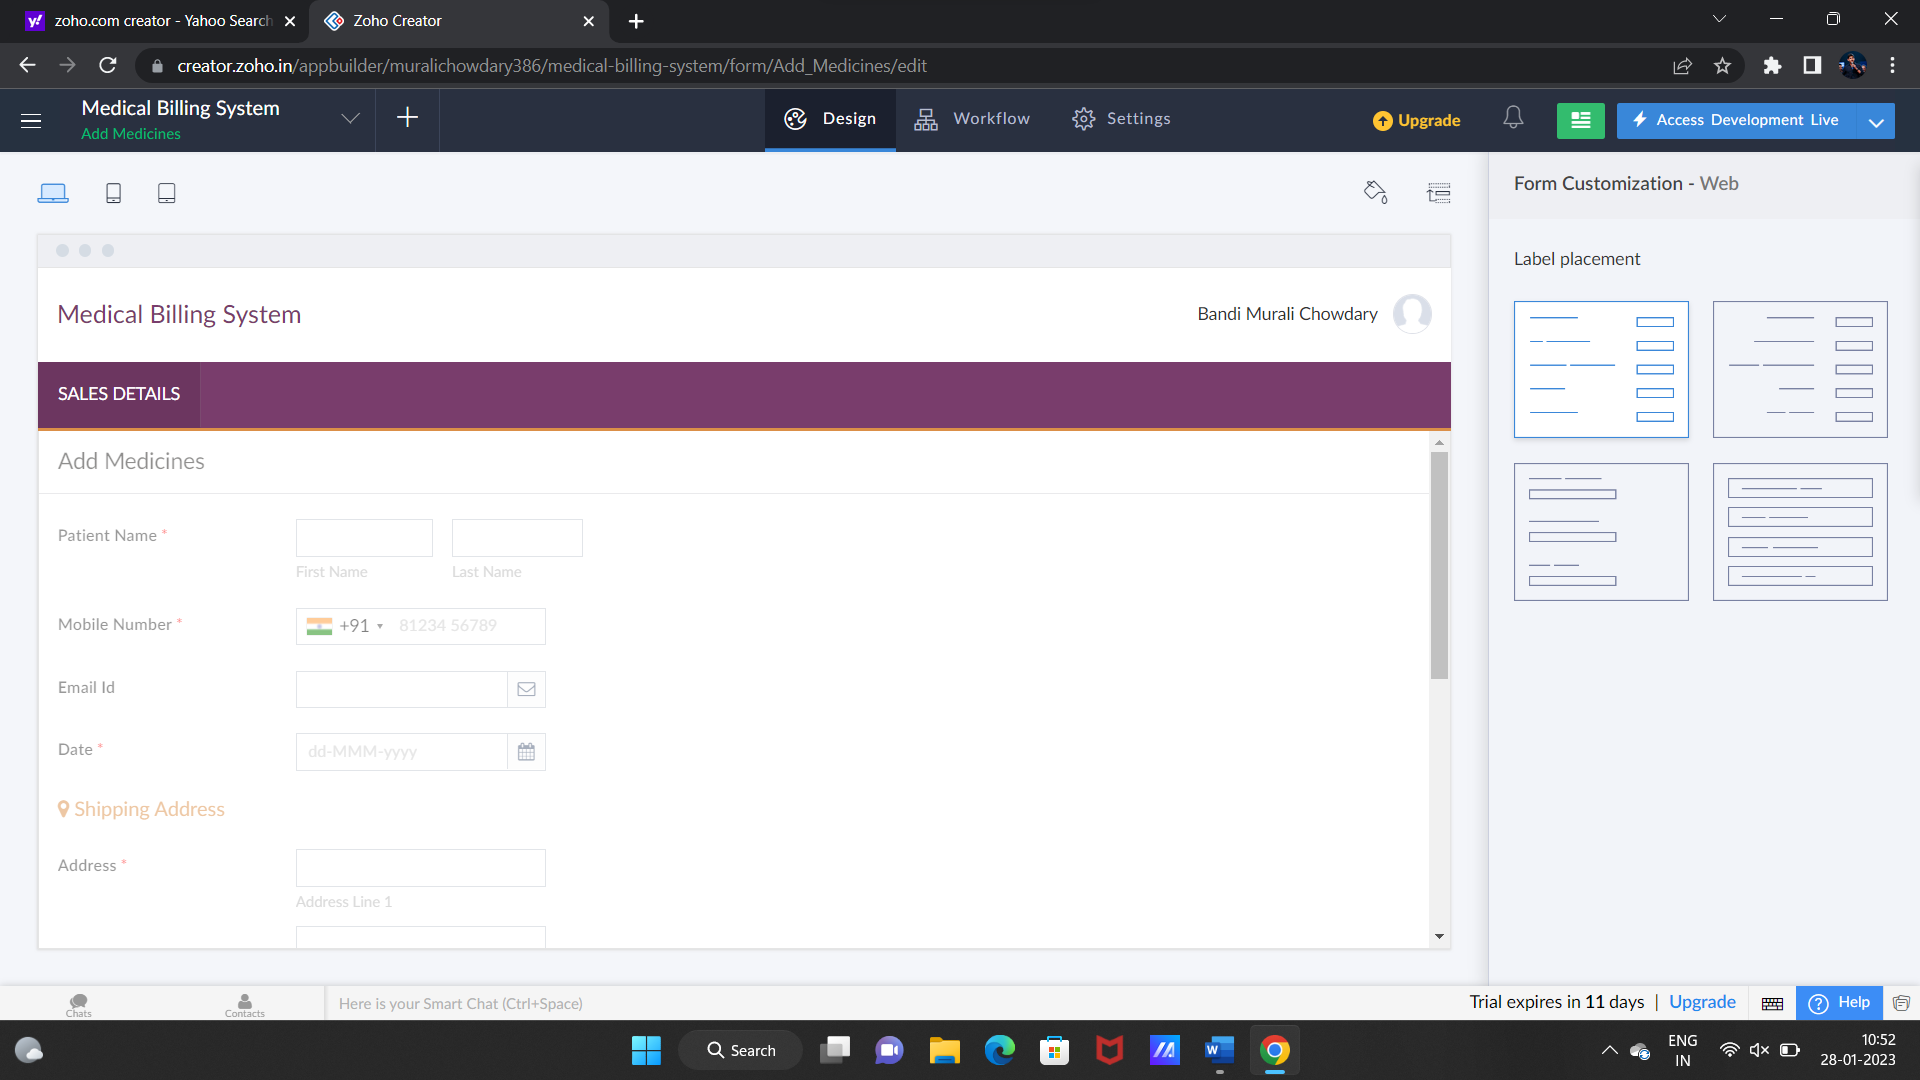 zoho.com creator - Yahoo Search
Zoho Creator
creator.zoho.in/appbuilder/muralichowdary386/medical-billing-system/form/Add_Medicines/edit
Medical Billing System
Add Medicines
Design
Workflow
Settings
Upgrade
Access Development Live
Form Customization - Web
Label placement
Medical Billing System
Bandi Murali Chowdary
SALES DETAILS
Add Medicines
Patient Name *
First Name
Last Name
Mobile Number *
+91
81234 56789
Email Id
Date *
dd-MMM-yyyy
Shipping Address
Address *
Address Line 1
Chats
Contacts
Here is your Smart Chat (Ctrl+Space)
Trial expires in 11 days | Upgrade
Help
Search
ENG
IN
10:52
28-01-2023